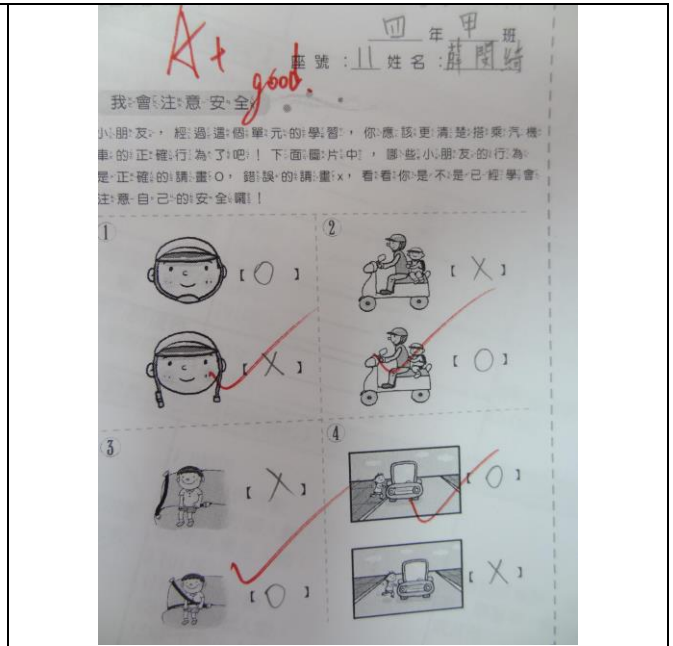 A+
good.
四 年 甲 班
座號：11 姓名：薛閔綺
我會注意安全
小朋友，經過這個單元的學習，你應該更清楚搭乘汽機
車的正確行為了吧！下面圖片中，哪些小朋友的行為
是正確的請畫O，錯誤的請畫x，看看你是不是已經學會
注意自己的安全囉！
①
【O】
【X】
②
【X】
【O】
③
【X】
【O】
④
【O】
【X】